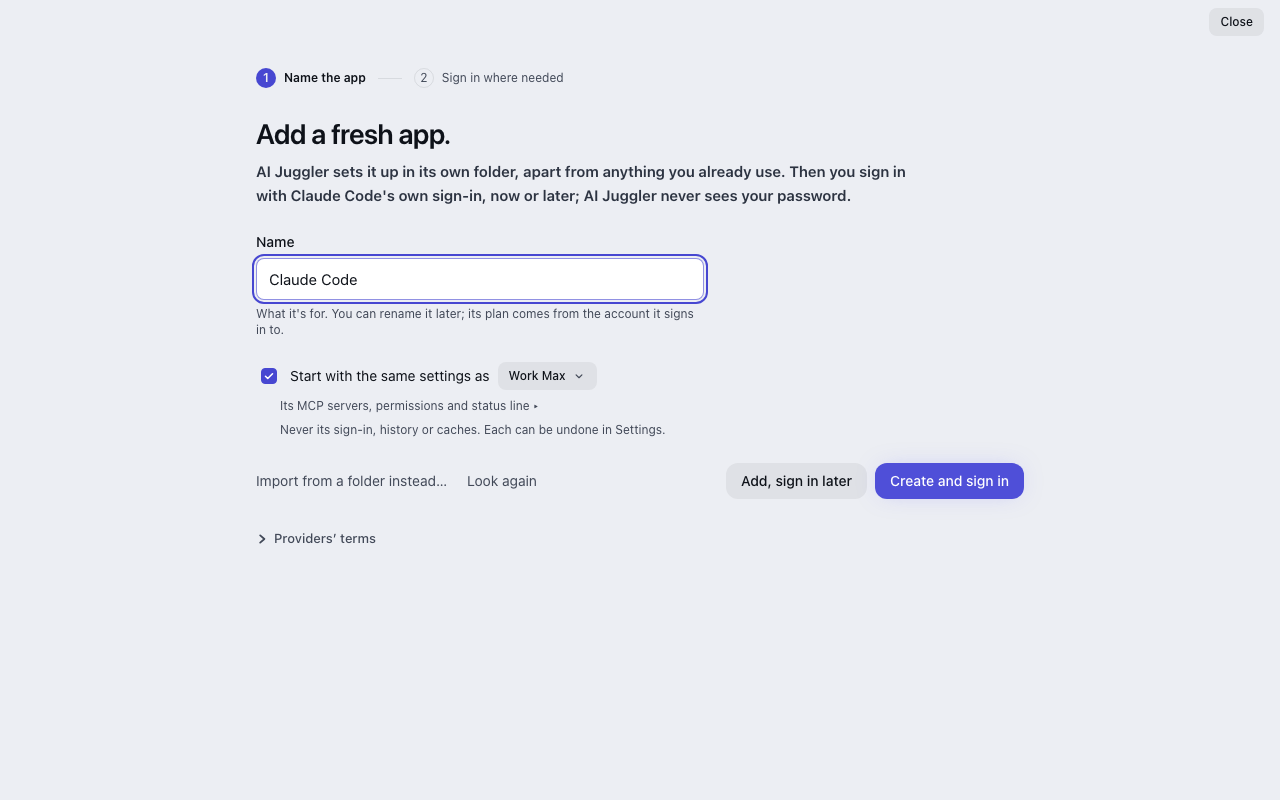 Close
1 Name the app
2 Sign in where needed
Add a fresh app.
AI Juggler sets it up in its own folder, apart from anything you already use. Then you sign in
with Claude Code's own sign-in, now or later; AI Juggler never sees your password.
Name
Claude Code
What it's for. You can rename it later; its plan comes from the account it signs
in to.
Start with the same settings as Work Max
Its MCP servers, permissions and status line ▸
Never its sign-in, history or caches. Each can be undone in Settings.
Import from a folder instead... Look again Add, sign in later Create and sign in
Providers’ terms